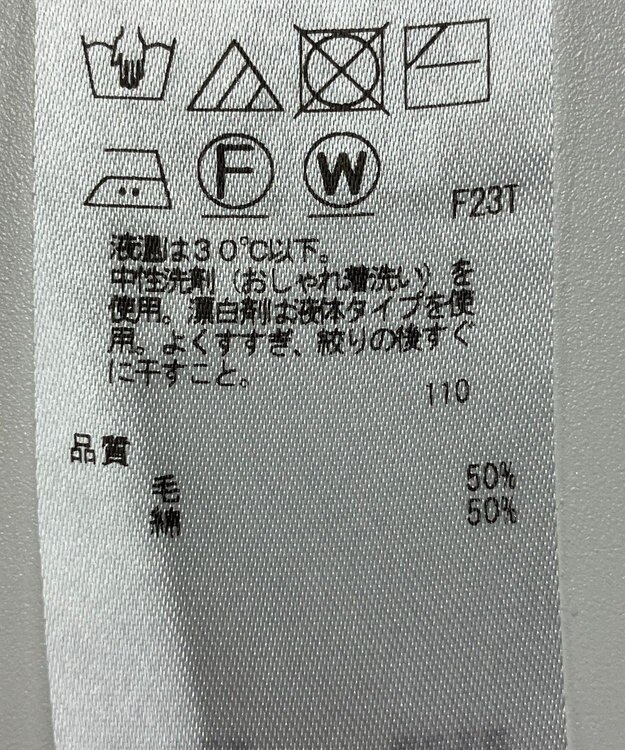 F
W
F23T
液温は30℃以下。
中性洗剤（おしゃれ着洗い）を
使用。漂白剤は液体タイプを使
用。よくすすぎ、絞りの後すぐ
に干すこと。
110
品質
毛 50%
綿 50%